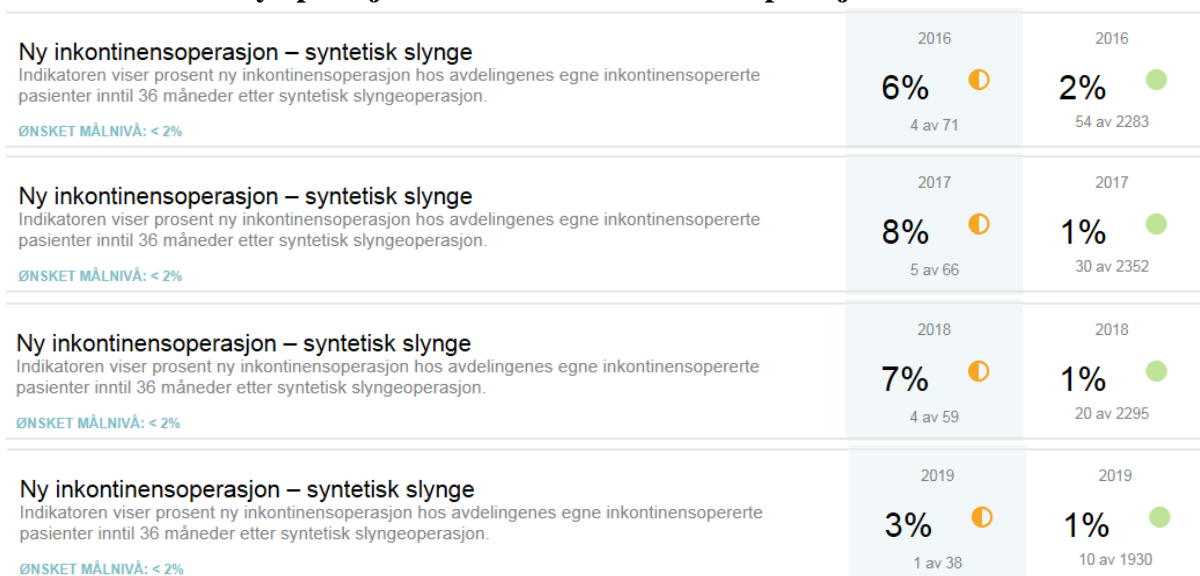 Ny inkontinensoperasjon – syntetisk slynge
Indikatoren viser prosent ny inkontinensoperasjon hos avdelingenes egne inkontinensopererte
pasienter inntil 36 måneder etter syntetisk slyngeoperasjon.
ØNSKET MÅLNIVÅ: < 2%
2016
6%
4 av 71
2016
2%
54 av 2283
Ny inkontinensoperasjon – syntetisk slynge
Indikatoren viser prosent ny inkontinensoperasjon hos avdelingenes egne inkontinensopererte
pasienter inntil 36 måneder etter syntetisk slyngeoperasjon.
ØNSKET MÅLNIVÅ: < 2%
2017
8%
5 av 66
2017
1%
30 av 2352
Ny inkontinensoperasjon – syntetisk slynge
Indikatoren viser prosent ny inkontinensoperasjon hos avdelingenes egne inkontinensopererte
pasienter inntil 36 måneder etter syntetisk slyngeoperasjon.
ØNSKET MÅLNIVÅ: < 2%
2018
7%
4 av 59
2018
1%
20 av 2295
Ny inkontinensoperasjon – syntetisk slynge
Indikatoren viser prosent ny inkontinensoperasjon hos avdelingenes egne inkontinensopererte
pasienter inntil 36 måneder etter syntetisk slyngeoperasjon.
ØNSKET MÅLNIVÅ: < 2%
2019
3%
1 av 38
2019
1%
10 av 1930